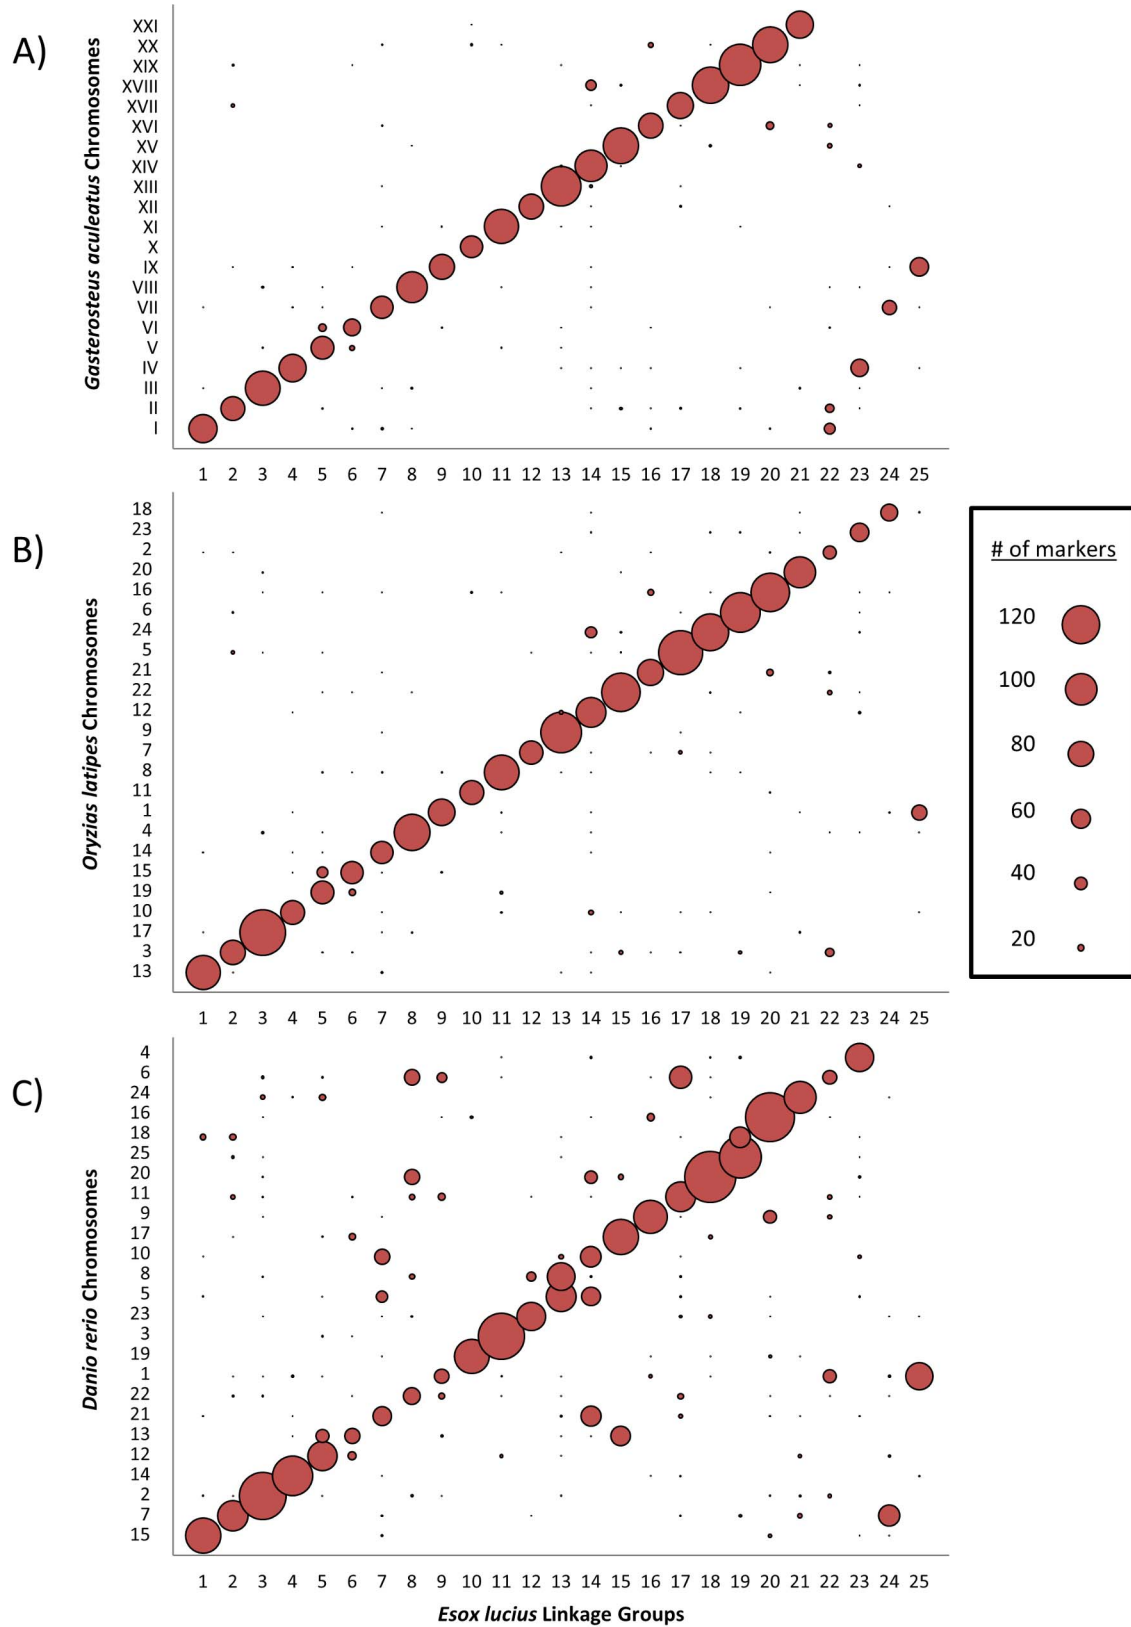 A)
Gasterosteus aculeatus Chromosomes
XXI
XX
XIX
XVIII
XVII
XVI
XV
XIV
XIII
XII
XI
X
IX
VIII
VII
VI
V
IV
III
II
I
1 2 3 4 5 6 7 8 9 10 11 12 13 14 15 16 17 18 19 20 21 22 23 24 25
B)
Oryzias latipes Chromosomes
18
23
2
20
16
6
24
5
21
22
12
9
7
8
11
1
4
14
15
19
10
17
3
13
1 2 3 4 5 6 7 8 9 10 11 12 13 14 15 16 17 18 19 20 21 22 23 24 25
# of markers
120
100
80
60
40
20
C)
Danio rerio Chromosomes
4
6
24
16
18
25
20
11
9
17
10
8
5
23
3
19
1
22
21
13
12
14
2
7
15
1 2 3 4 5 6 7 8 9 10 11 12 13 14 15 16 17 18 19 20 21 22 23 24 25
Esox lucius Linkage Groups